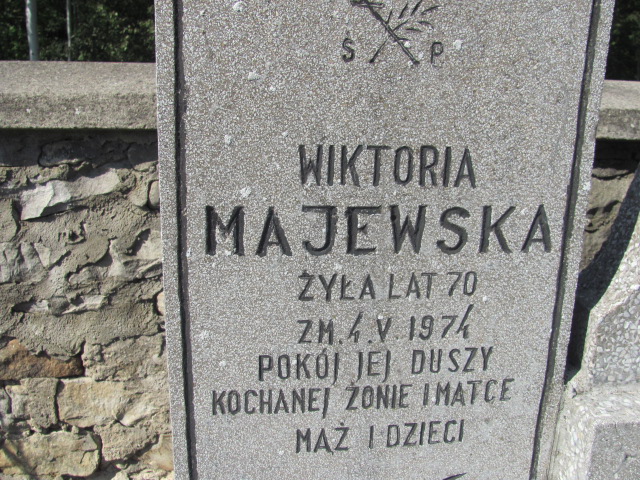 Ś P
WIKTORIA
MAJEWSKA
ŻYŁA LAT 70
ZM. 4. V. 1974
POKÓJ JEJ DUSZY
KOCHANEJ ŻONIE I MATCE
MĄŻ I DZIECI